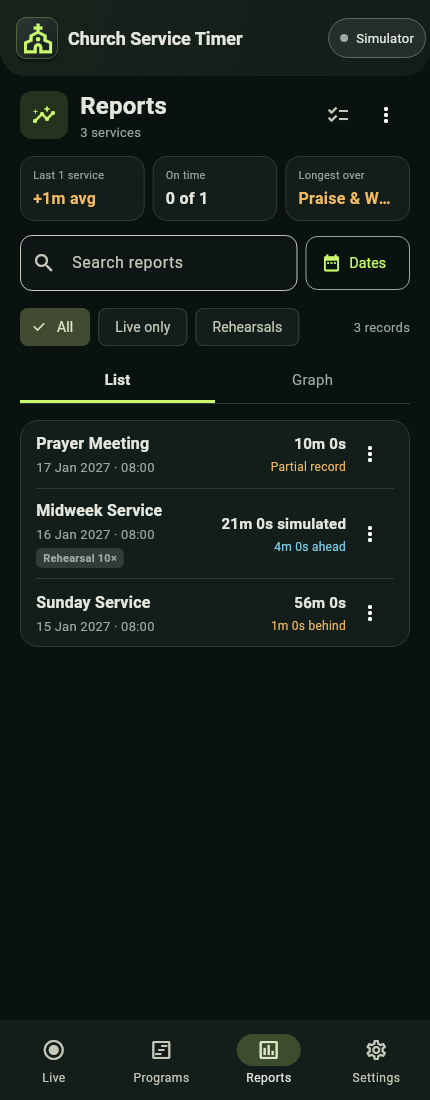 Church Service Timer
Simulator
Reports
3 services
Last 1 service
+1m avg
On time
0 of 1
Longest over
Praise & W...
Search reports
Dates
All
Live only
Rehearsals
3 records
List
Graph
Prayer Meeting
10m 0s
17 Jan 2027 · 08:00
Partial record
Midweek Service
21m 0s simulated
16 Jan 2027 · 08:00
4m 0s ahead
Rehearsal 10×
Sunday Service
56m 0s
15 Jan 2027 · 08:00
1m 0s behind
Live
Programs
Reports
Settings